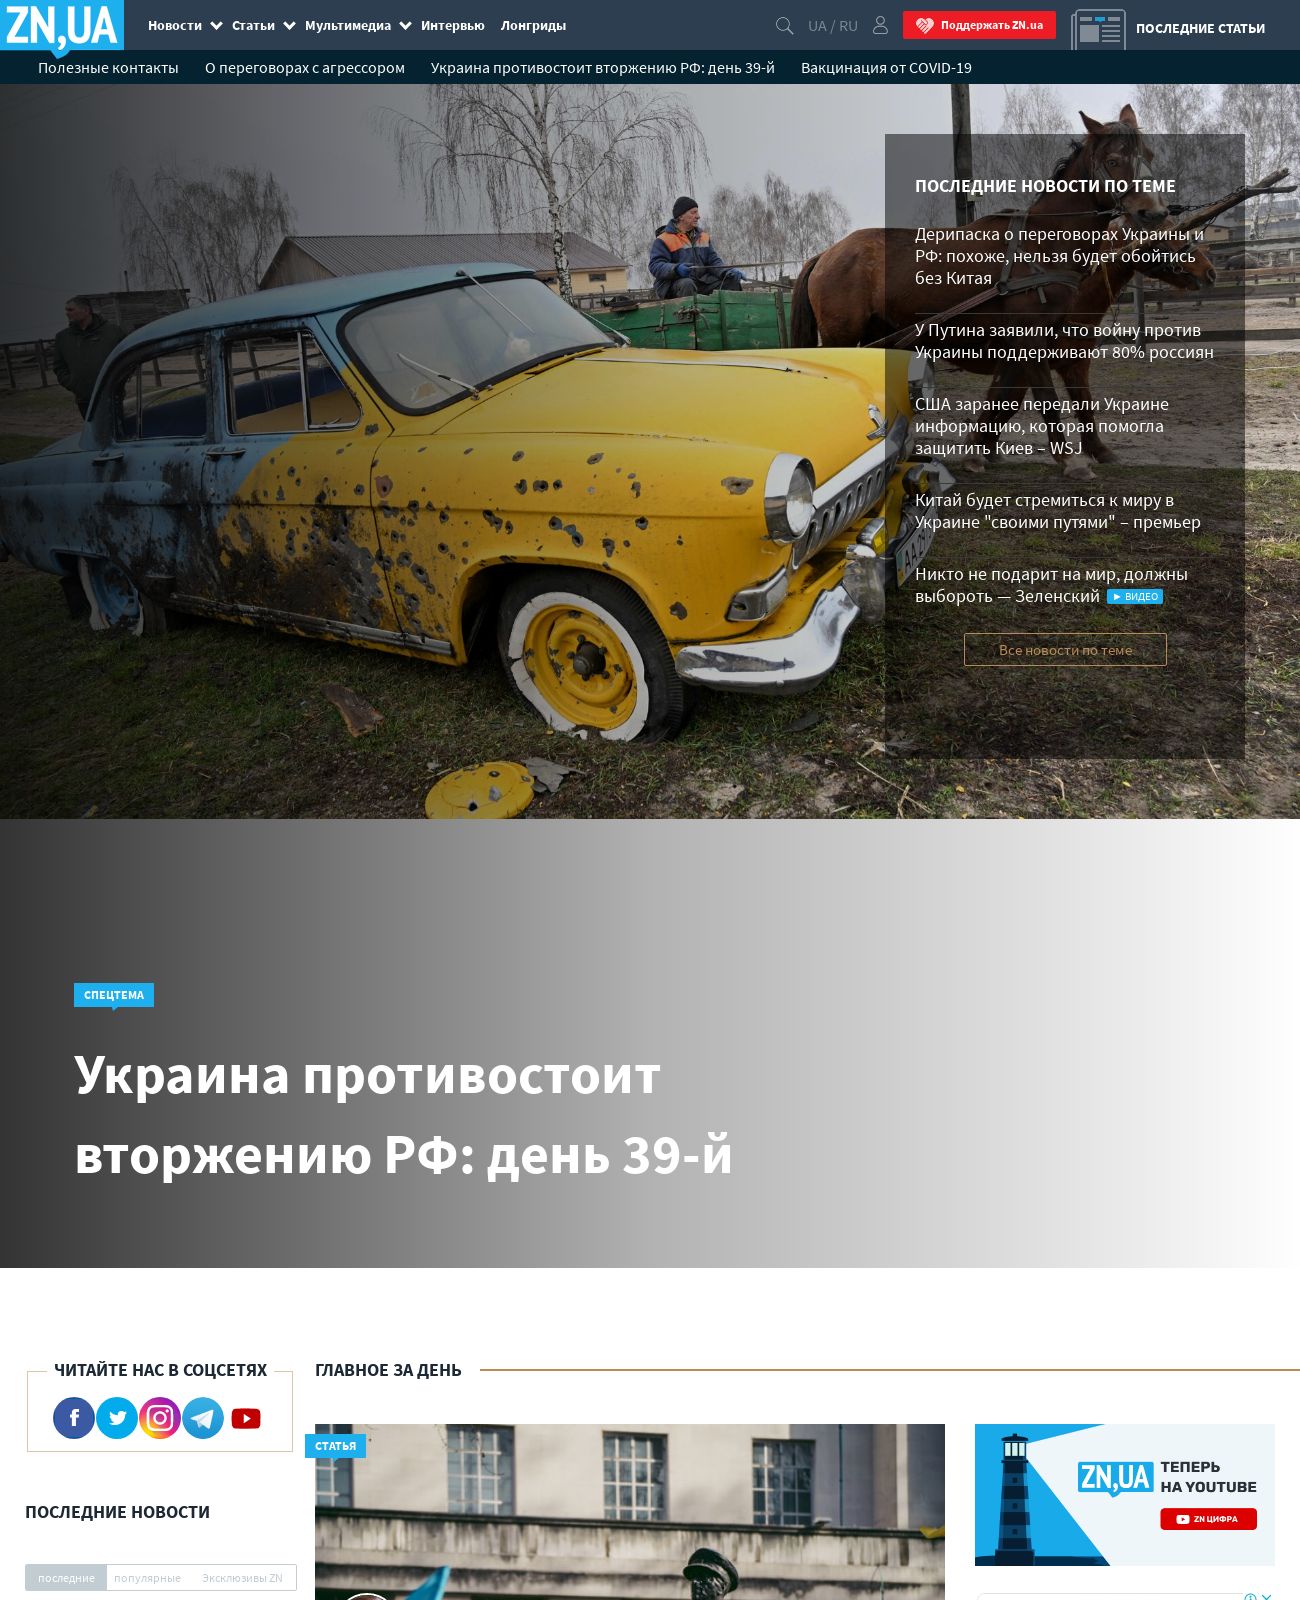 ZN,UA
Новости
Статьи
Мультимедиа
Интервью
Лонгриды
UA / RU
Поддержать ZN.ua
ПОСЛЕДНИЕ СТАТЬИ
Полезные контакты
О переговорах с агрессором
Украина противостоит вторжению РФ: день 39-й
Вакцинация от COVID-19
ПОСЛЕДНИЕ НОВОСТИ ПО ТЕМЕ
Дерипаска о переговорах Украины и
РФ: похоже, нельзя будет обойтись
без Китая
У Путина заявили, что войну против
Украины поддерживают 80% россиян
США заранее передали Украине
информацию, которая помогла
защитить Киев – WSJ
Китай будет стремиться к миру в
Украине "своими путями" – премьер
Никто не подарит на мир, должны
выбороть — Зеленский
ВИДЕО
Все новости по теме
СПЕЦТЕМА
Украина противостоит
вторжению РФ: день 39-й
ЧИТАЙТЕ НАС В СОЦСЕТЯХ
ПОСЛЕДНИЕ НОВОСТИ
последние
популярные
Эксклюзивы ZN
ГЛАВНОЕ ЗА ДЕНЬ
СТАТЬЯ
ZN,UA
ТЕПЕРЬ
НА YOUTUBE
ZN ЦИФРА